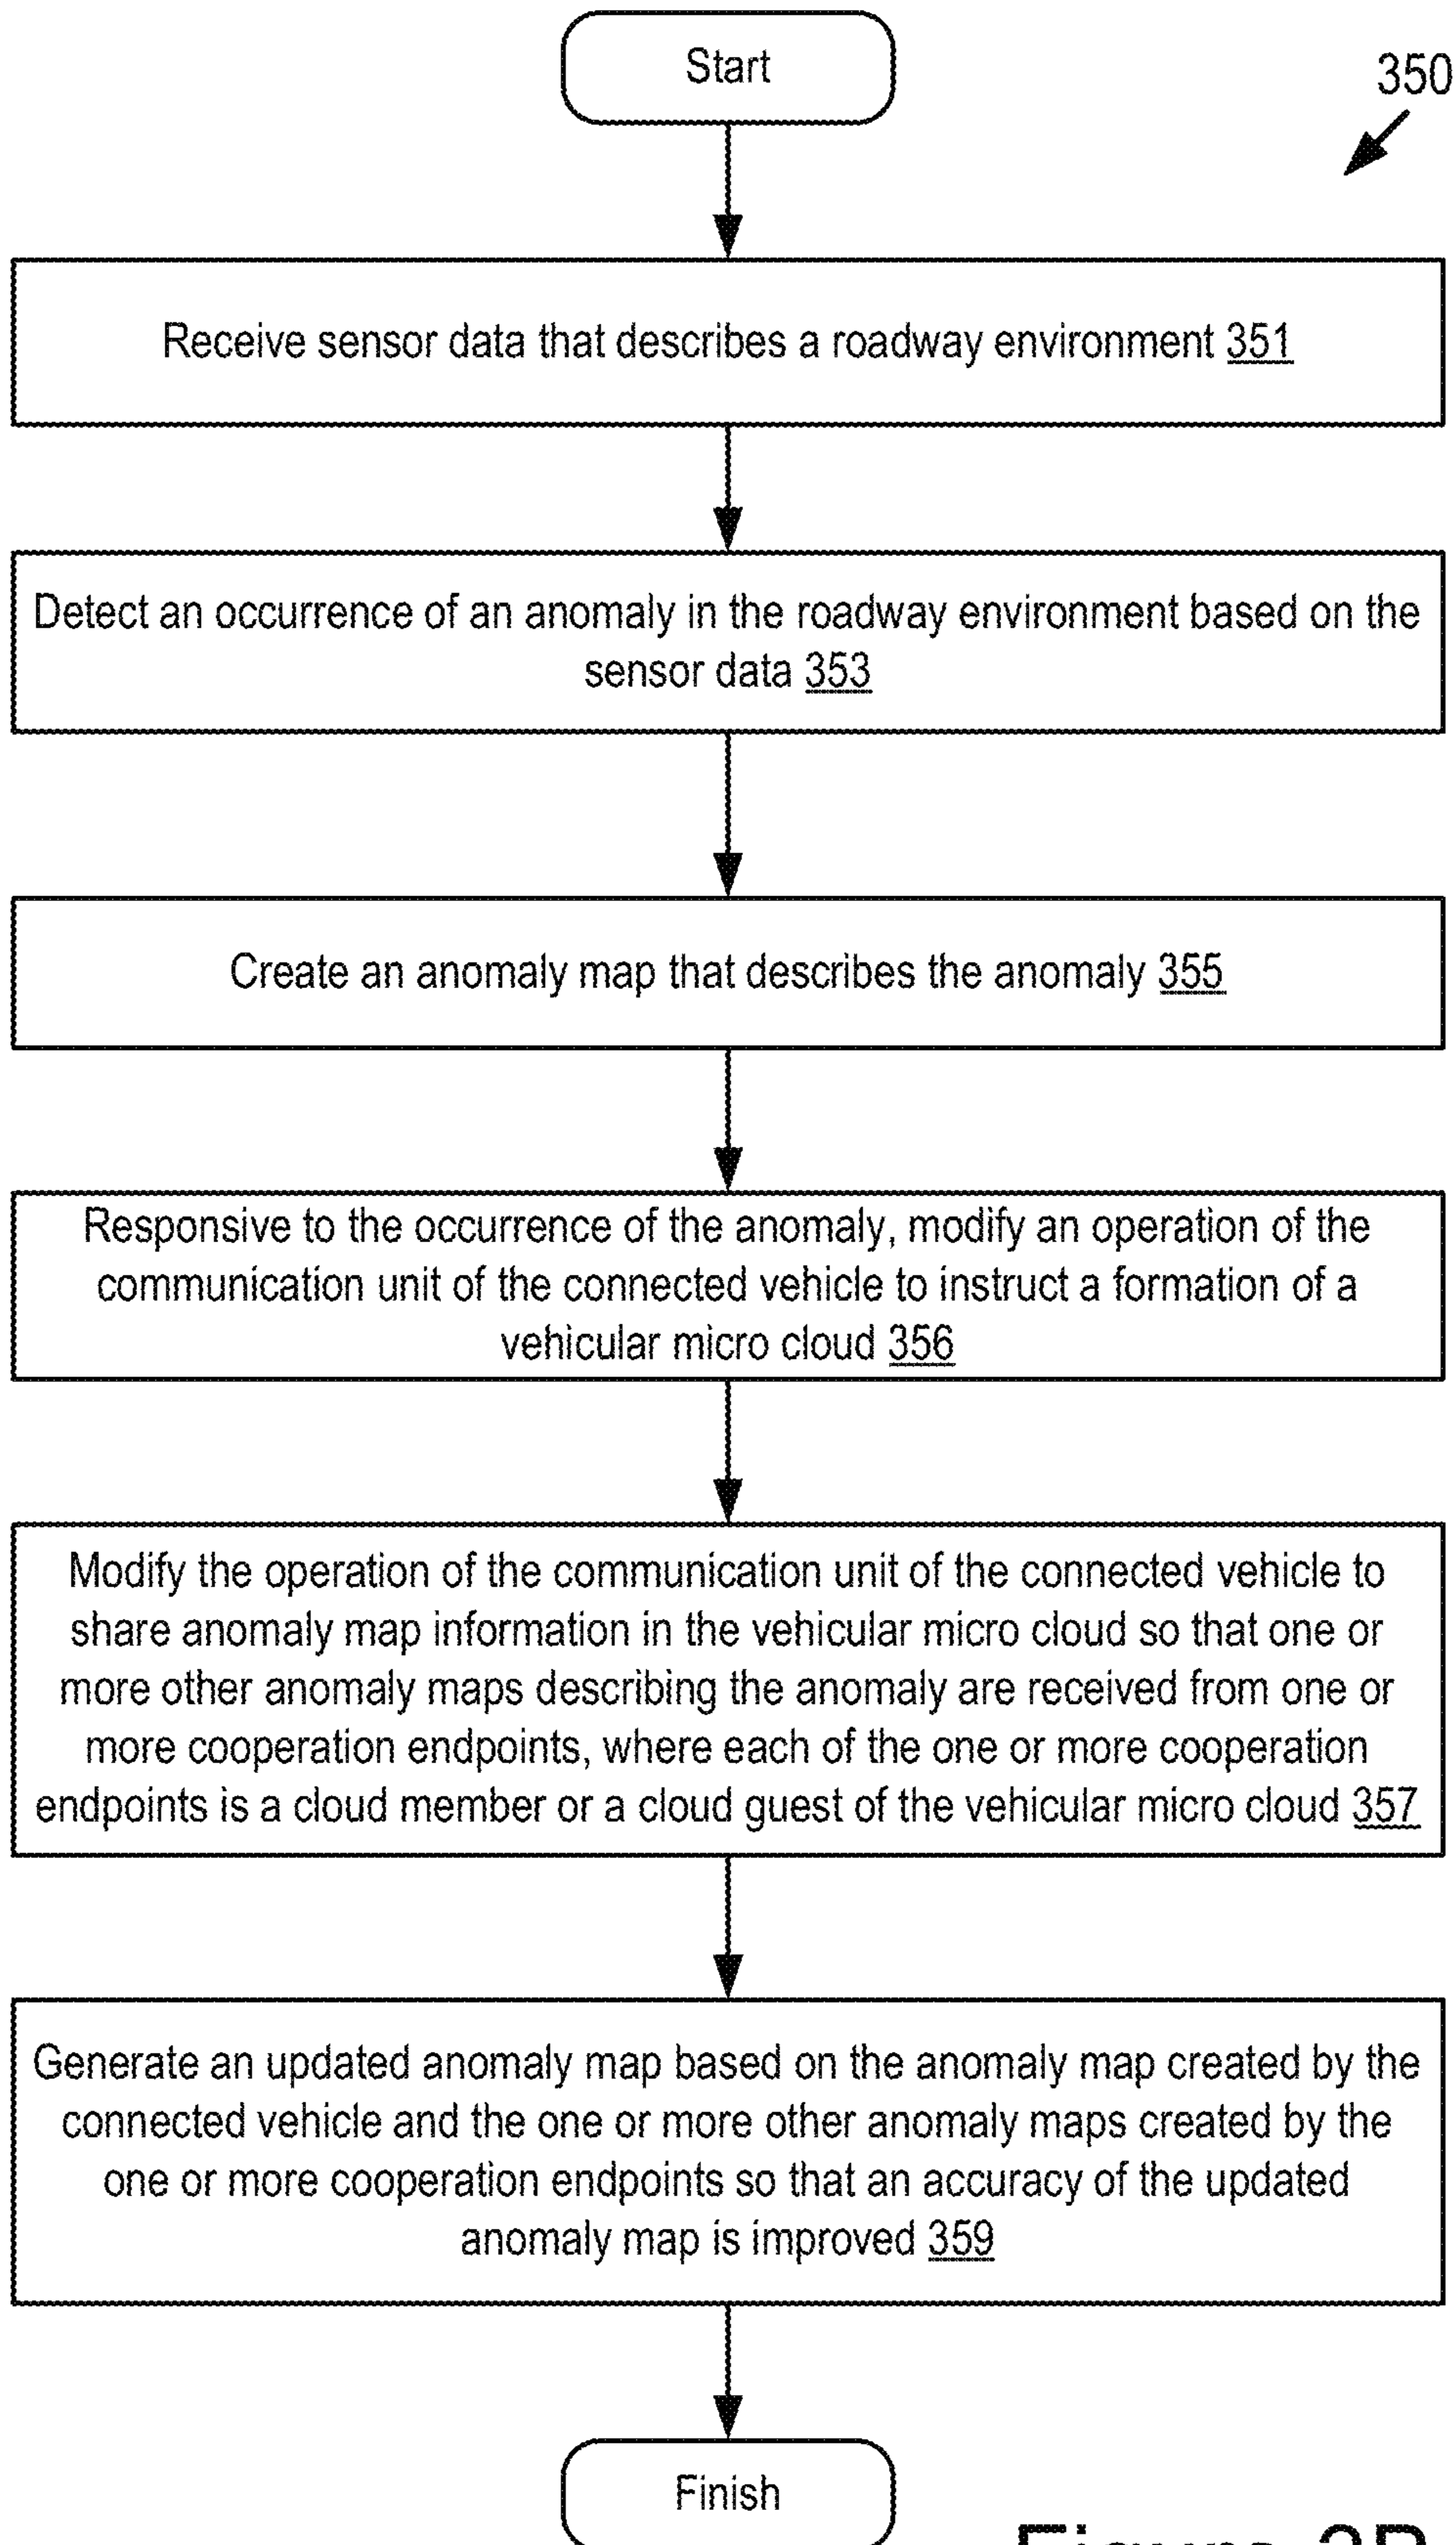 Start
350
Receive sensor data that describes a roadway environment 351
Detect an occurrence of an anomaly in the roadway environment based on the
sensor data 353
Create an anomaly map that describes the anomaly 355
Responsive to the occurrence of the anomaly, modify an operation of the
communication unit of the connected vehicle to instruct a formation of a
vehicular micro cloud 356
Modify the operation of the communication unit of the connected vehicle to
share anomaly map information in the vehicular micro cloud so that one or
more other anomaly maps describing the anomaly are received from one or
more cooperation endpoints, where each of the one or more cooperation
endpoints is a cloud member or a cloud guest of the vehicular micro cloud 357
Generate an updated anomaly map based on the anomaly map created by the
connected vehicle and the one or more other anomaly maps created by the
one or more cooperation endpoints so that an accuracy of the updated
anomaly map is improved 359
Finish